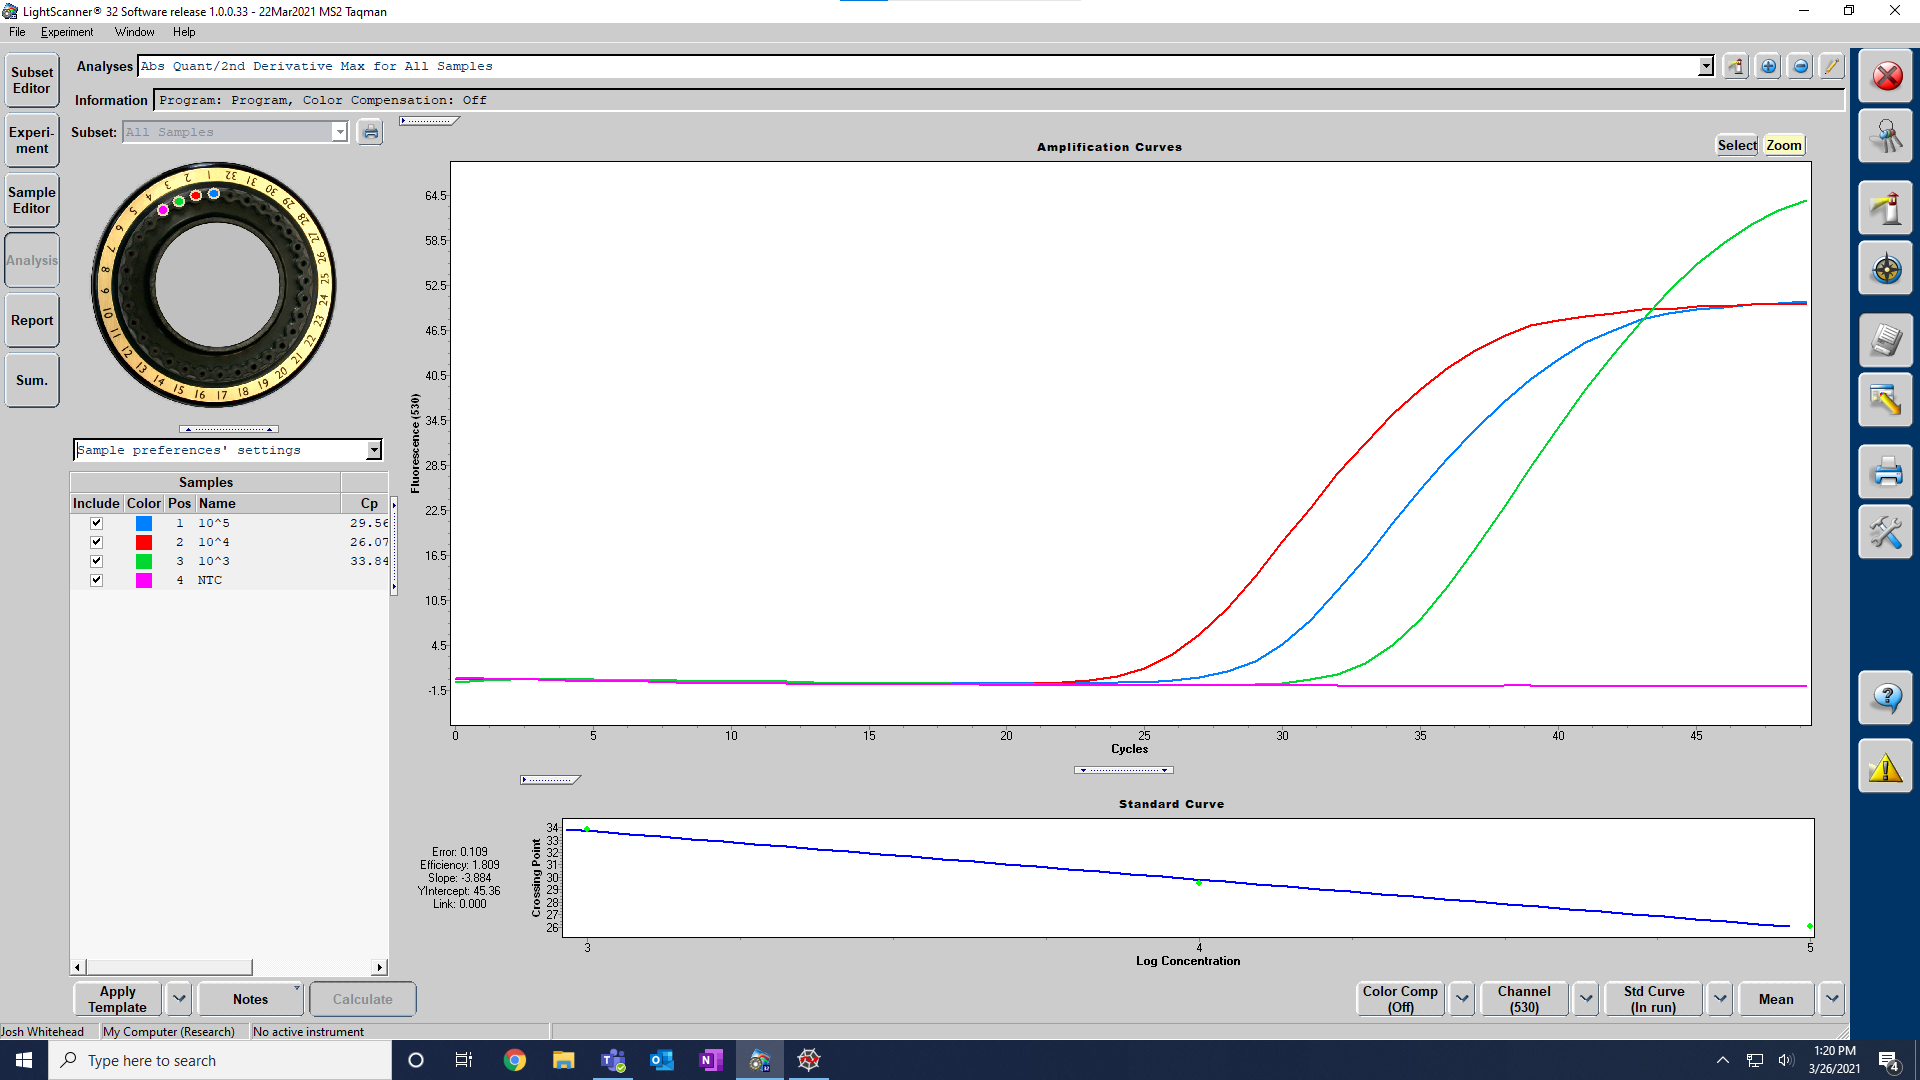 LightScanner® 32 Software release 1.0.0.33 - 22Mar2021 MS2 Taqman
File Experiment Window Help
Subset Editor
Experi-ment
Sample Editor
Analysis
Report
Sum.
Analyses Abs Quant/2nd Derivative Max for All Samples
Information Program: Program, Color Compensation: Off
Subset: All Samples
1 2 3 4 5 6 7 8 9 10 11 12 13 14 15 16 17 18 19 20 21 22 23 24 25 26 27 28 29 30 31 32
Sample preferences' settings
Samples
Include Color Pos Name Cp
1 10^5 29.56
2 10^4 26.07
3 10^3 33.84
4 NTC
Amplification Curves
Select Zoom
Fluorescence (530)
64.5
58.5
52.5
46.5
40.5
34.5
28.5
22.5
16.5
10.5
4.5
-1.5
0 5 10 15 20 25 30 35 40 45
Cycles
Standard Curve
Error: 0.109
Efficiency: 1.809
Slope: -3.884
YIntercept: 45.36
Link: 0.000
Crossing Point
34
33
32
31
30
29
28
27
26
3 4 5
Log Concentration
Apply Template
Notes
Calculate
Color Comp (Off)
Channel (530)
Std Curve (In run)
Mean
Josh Whitehead My Computer (Research) No active instrument
Type here to search
1:20 PM
3/26/2021
4